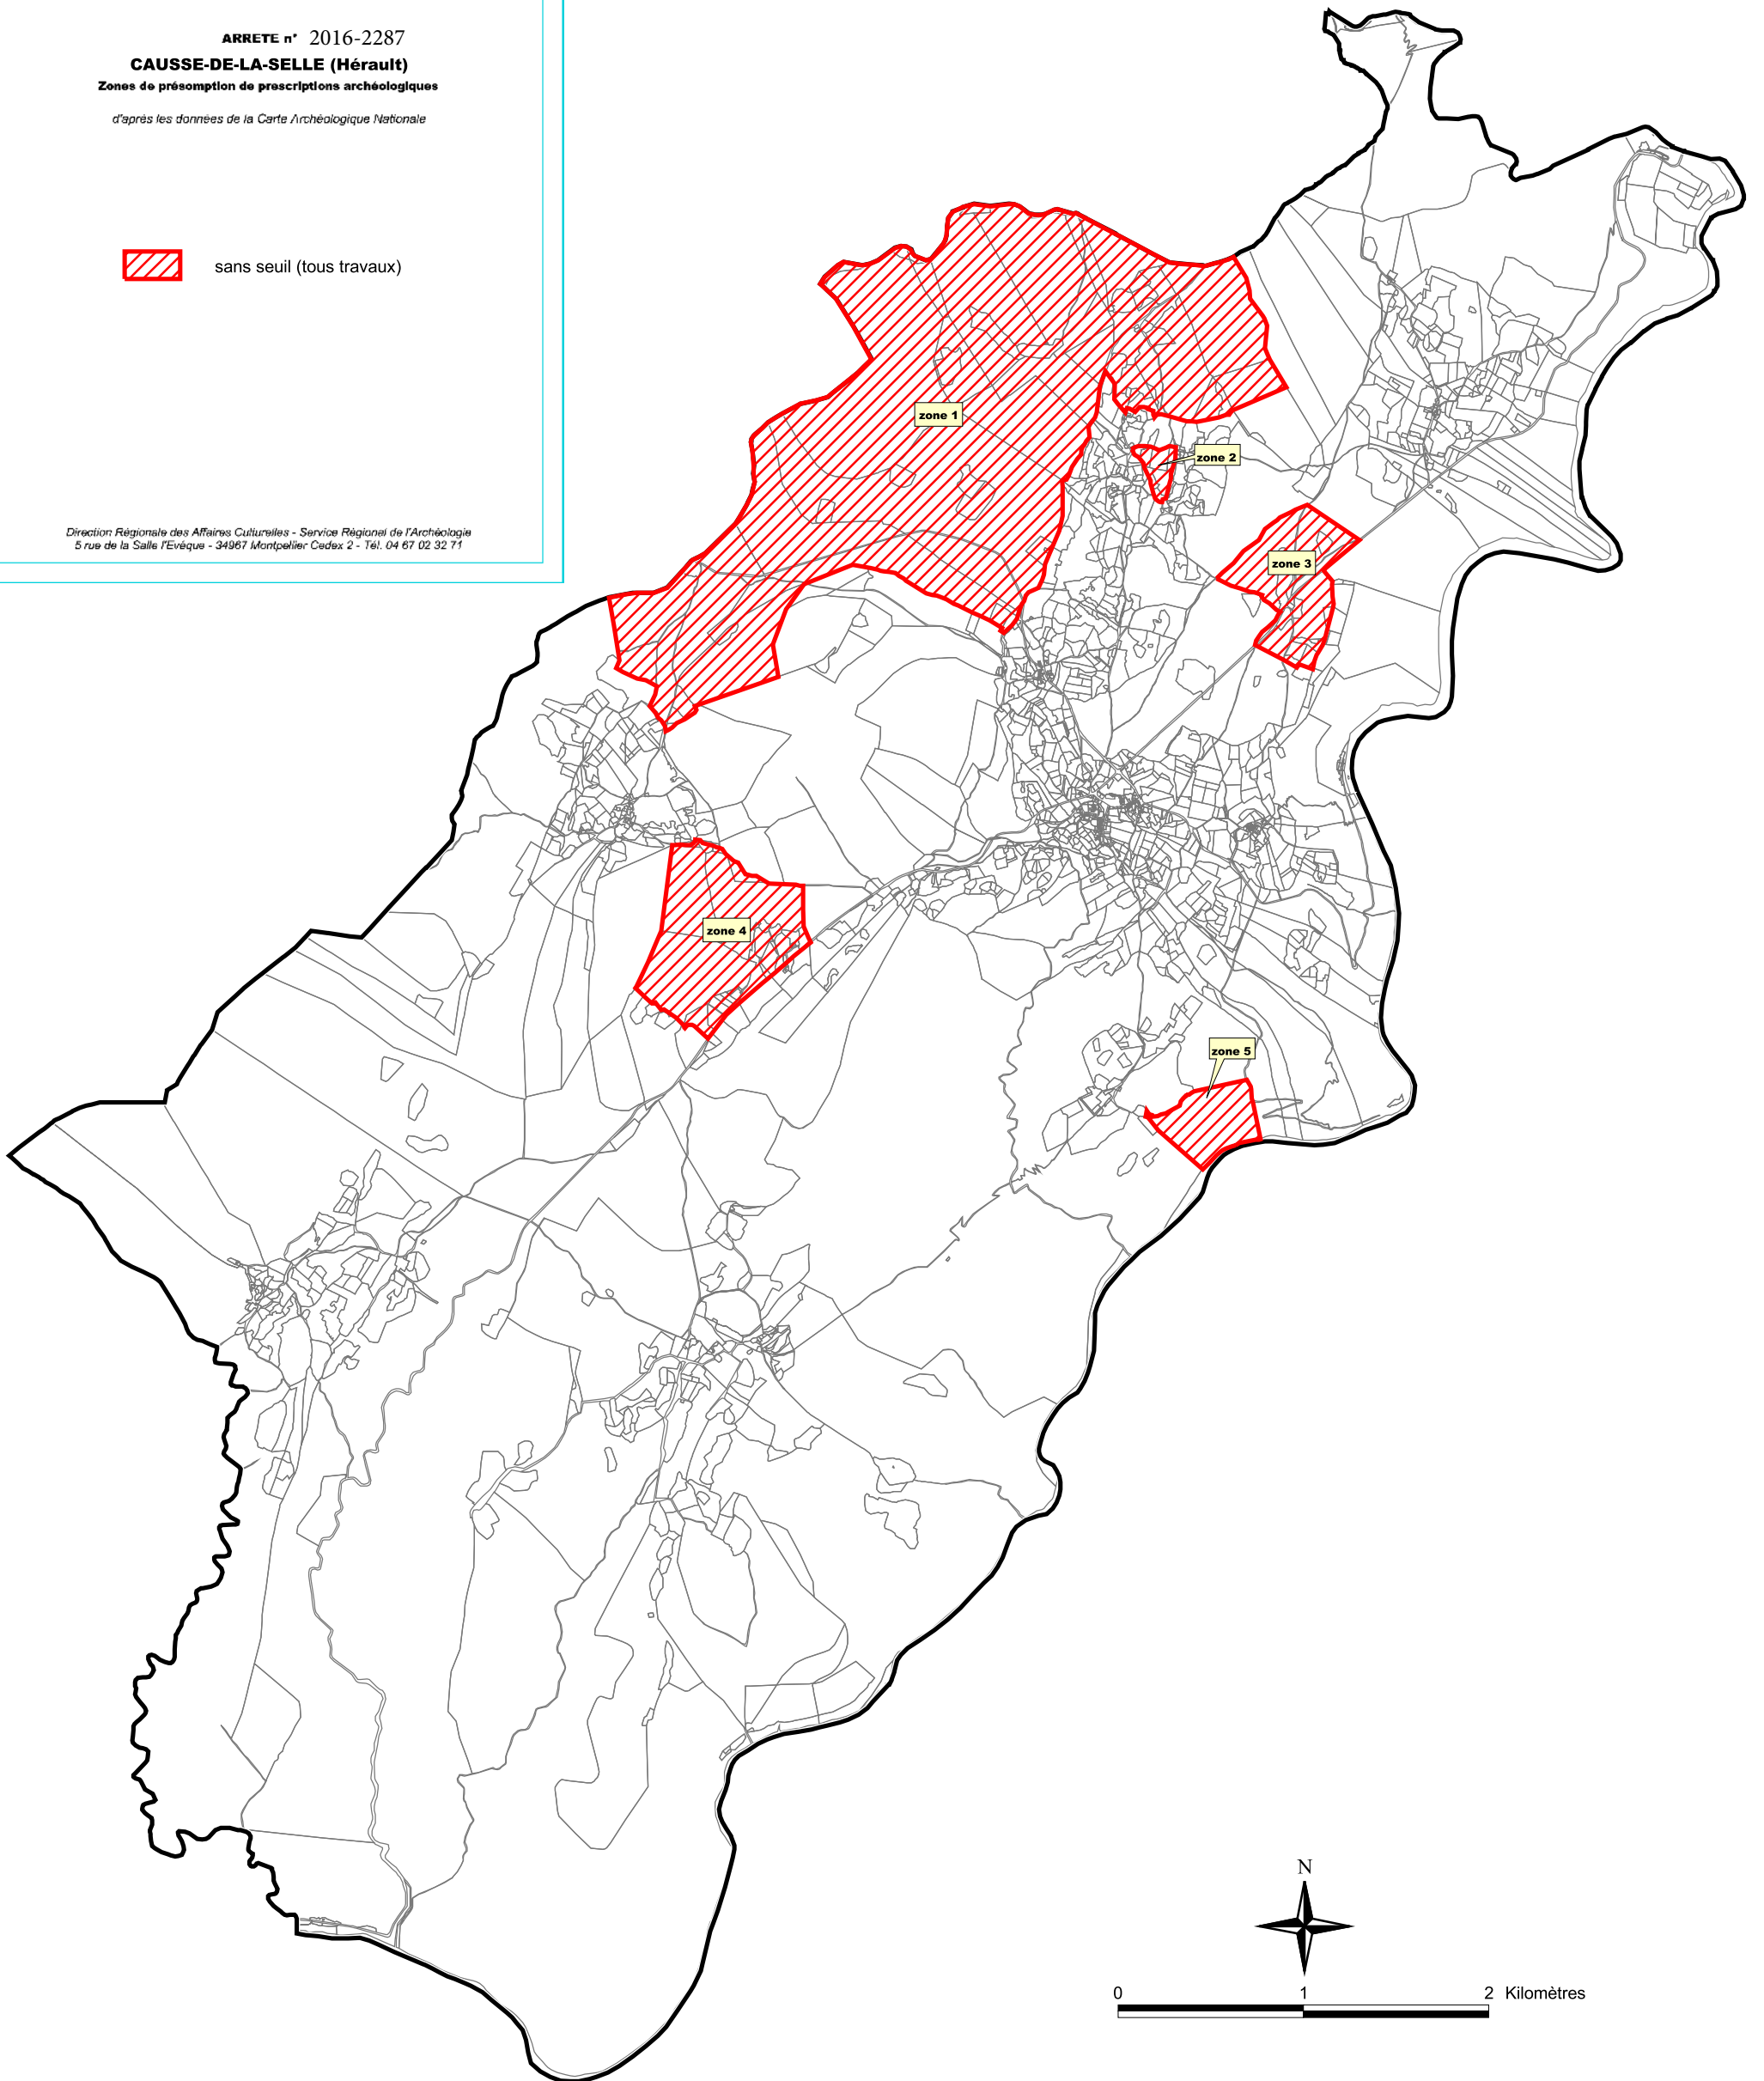 ARRETE n° 2016-2287
CAUSSE-DE-LA-SELLE (Hérault)
Zones de présomption de prescriptions archéologiques
d'après les données de la Carte Archéologique Nationale
sans seuil (tous travaux)
Direction Régionale des Affaires Culturelles - Service Régional de l'Archéologie
5 rue de la Salle l'Evêque - 34967 Montpellier Cedex 2 - Tél. 04 67 02 32 71
zone 1
zone 2
zone 3
zone 4
zone 5
N
0 1 2 Kilomètres